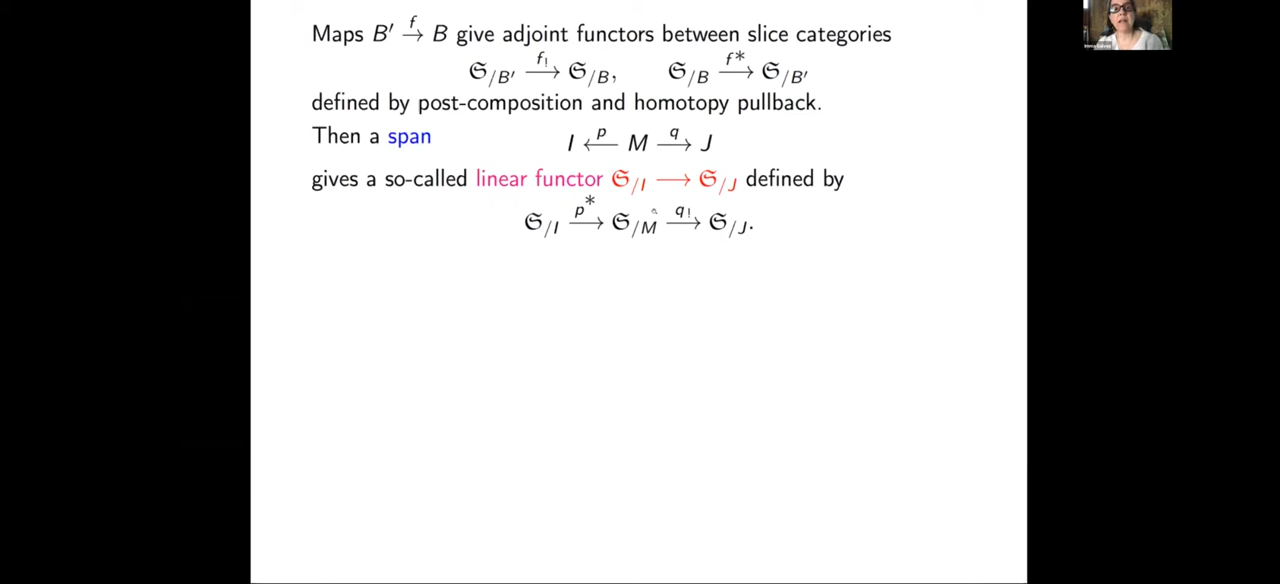 Maps B′ →f B give adjoint functors between slice categories
𝔖/B′ →f! 𝔖/B, 𝔖/B →f* 𝔖/B′
defined by post-composition and homotopy pullback.
Then a span I ←p M →q J
gives a so-called linear functor 𝔖/I → 𝔖/J defined by
𝔖/I →p* 𝔖/M →q! 𝔖/J.